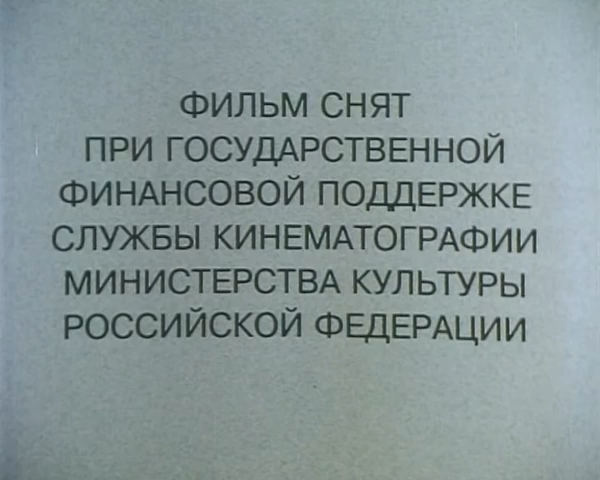 ФИЛЬМ СНЯТ
ПРИ ГОСУДАРСТВЕННОЙ
ФИНАНСОВОЙ ПОДДЕРЖКЕ
СЛУЖБЫ КИНЕМАТОГРАФИИ
МИНИСТЕРСТВА КУЛЬТУРЫ
РОССИЙСКОЙ ФЕДЕРАЦИИ